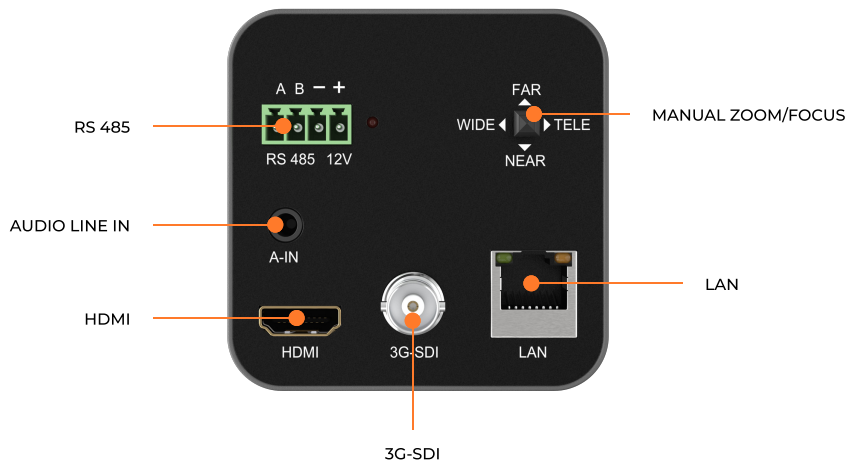 A B − +
FAR
MANUAL ZOOM/FOCUS
RS 485
WIDE
TELE
RS 485 12V
NEAR
AUDIO LINE IN
A-IN
LAN
HDMI
HDMI
3G-SDI
LAN
3G-SDI